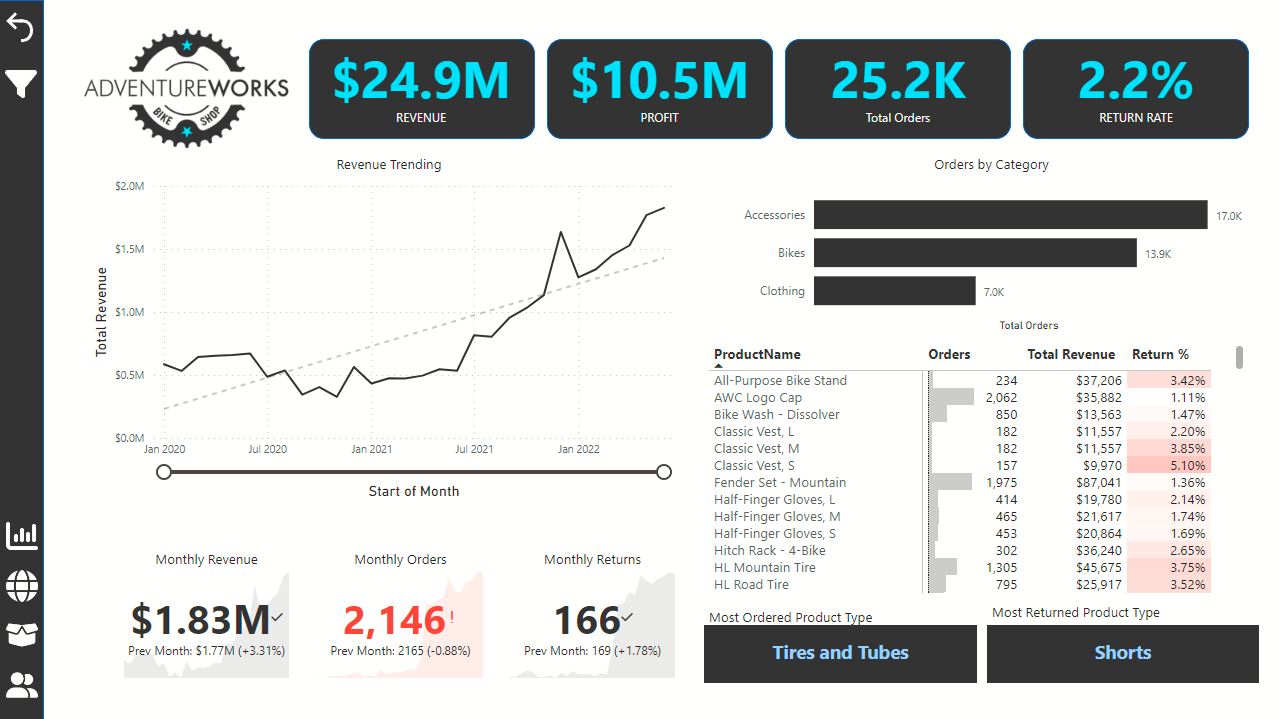 ADVENTUREWORKS
BIKE SHOP
$24.9M
REVENUE
$10.5M
PROFIT
25.2K
Total Orders
2.2%
RETURN RATE
Revenue Trending
Total Revenue
$2.0M
$1.5M
$1.0M
$0.5M
$0.0M
Jan 2020 Jul 2020 Jan 2021 Jul 2021 Jan 2022
Start of Month
Orders by Category
Accessories 17.0K
Bikes 13.9K
Clothing 7.0K
Total Orders
ProductName Orders Total Revenue Return %
All-Purpose Bike Stand 234 $37,206 3.42%
AWC Logo Cap 2,062 $35,882 1.11%
Bike Wash - Dissolver 850 $13,563 1.47%
Classic Vest, L 182 $11,557 2.20%
Classic Vest, M 182 $11,557 3.85%
Classic Vest, S 157 $9,970 5.10%
Fender Set - Mountain 1,975 $87,041 1.36%
Half-Finger Gloves, L 414 $19,780 2.14%
Half-Finger Gloves, M 465 $21,617 1.74%
Half-Finger Gloves, S 453 $20,864 1.69%
Hitch Rack - 4-Bike 302 $36,240 2.65%
HL Mountain Tire 1,305 $45,675 3.75%
HL Road Tire 795 $25,917 3.52%
Monthly Revenue
$1.83M
Prev Month: $1.77M (+3.31%)
Monthly Orders
2,146!
Prev Month: 2165 (-0.88%)
Monthly Returns
166
Prev Month: 169 (+1.78%)
Most Ordered Product Type
Tires and Tubes
Most Returned Product Type
Shorts